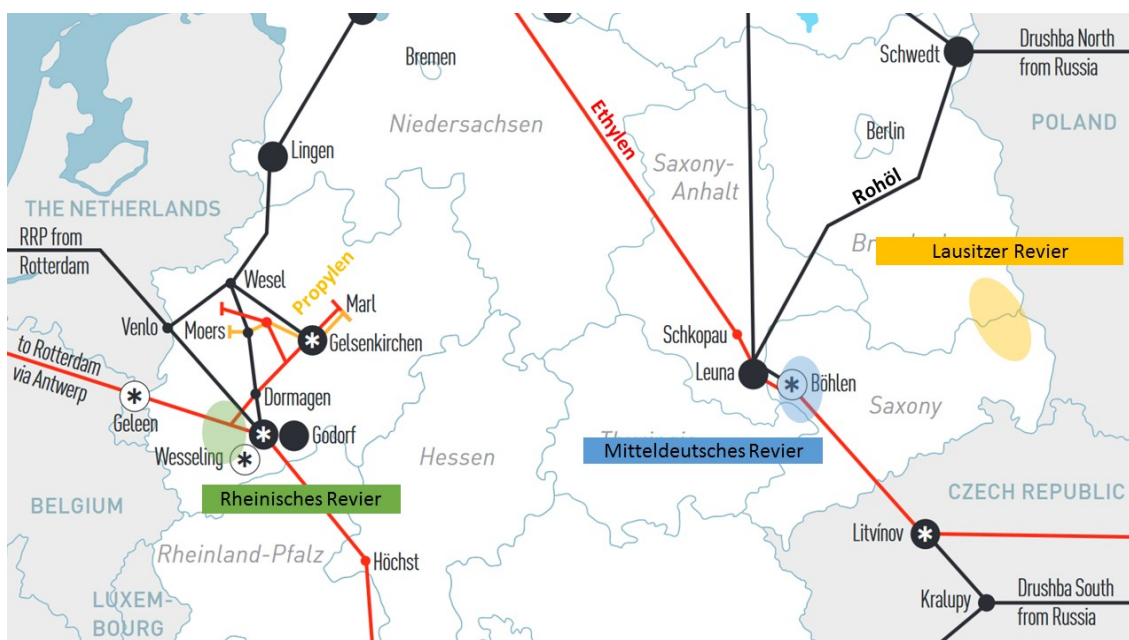 Bremen
Niedersachsen
Lingen
THE NETHERLANDS
RRP from
Rotterdam
Wesel
Propylen
Marl
Venlo
Moers
Gelsenkirchen
to Rotterdam
via Antwerp
Geleen
Dormagen
Godorf
Wesseling
Rheinisches Revier
BELGIUM
Hessen
Rheinland-Pfalz
Höchst
LUXEM-
BOURG
Ethylen
Saxony-
Anhalt
Schwedt
Drushba North
from Russia
Berlin
POLAND
Rohöl
Lausitzer Revier
Schkopau
Leuna
Böhlen
Saxony
Mitteldeutsches Revier
CZECH REPUBLIC
Litvínov
Kralupy
Drushba South
from Russia